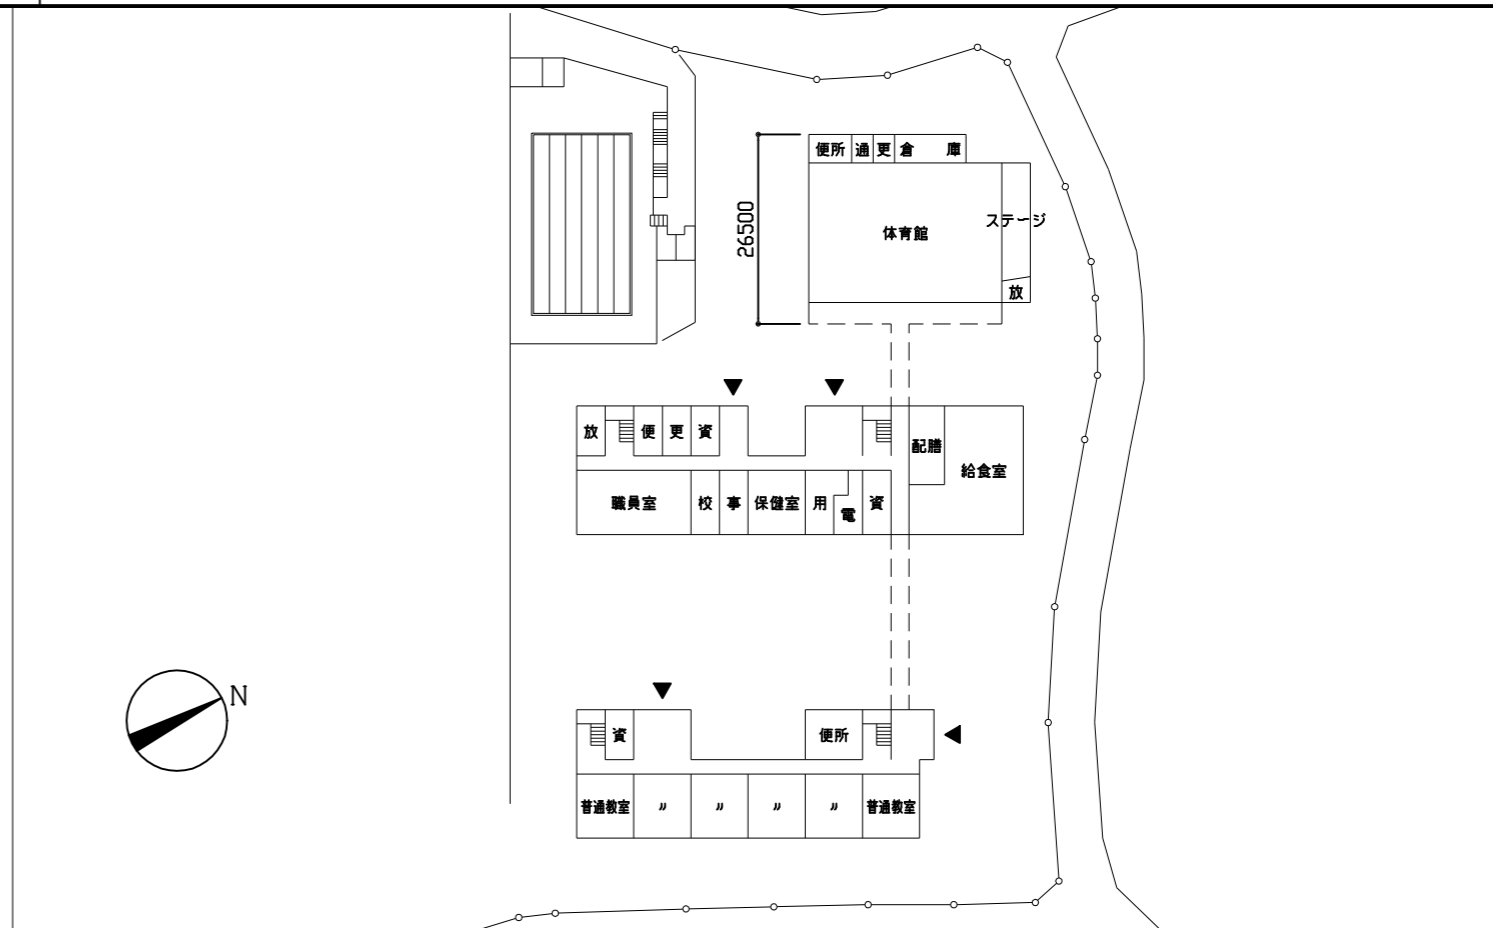 便所 通 更 倉 庫
26500
ステージ
体育館
放
放 便 更 資
配膳
給食室
職員室 校 事 保健室 用 電 資
N
資 便所
普通教室 〃 〃 〃 〃 普通教室